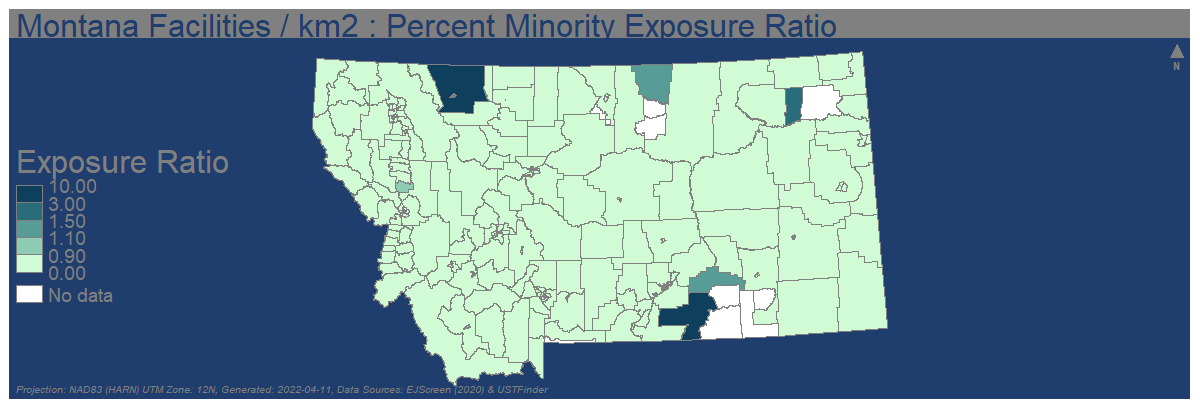 Montana Facilities / km2 : Percent Minority Exposure Ratio
N
Exposure Ratio
10.00
3.00
1.50
1.10
0.90
0.00
No data
Projection: NAD83 (HARN) UTM Zone: 12N, Generated: 2022-04-11, Data Sources: EJScreen (2020) & USTFinder